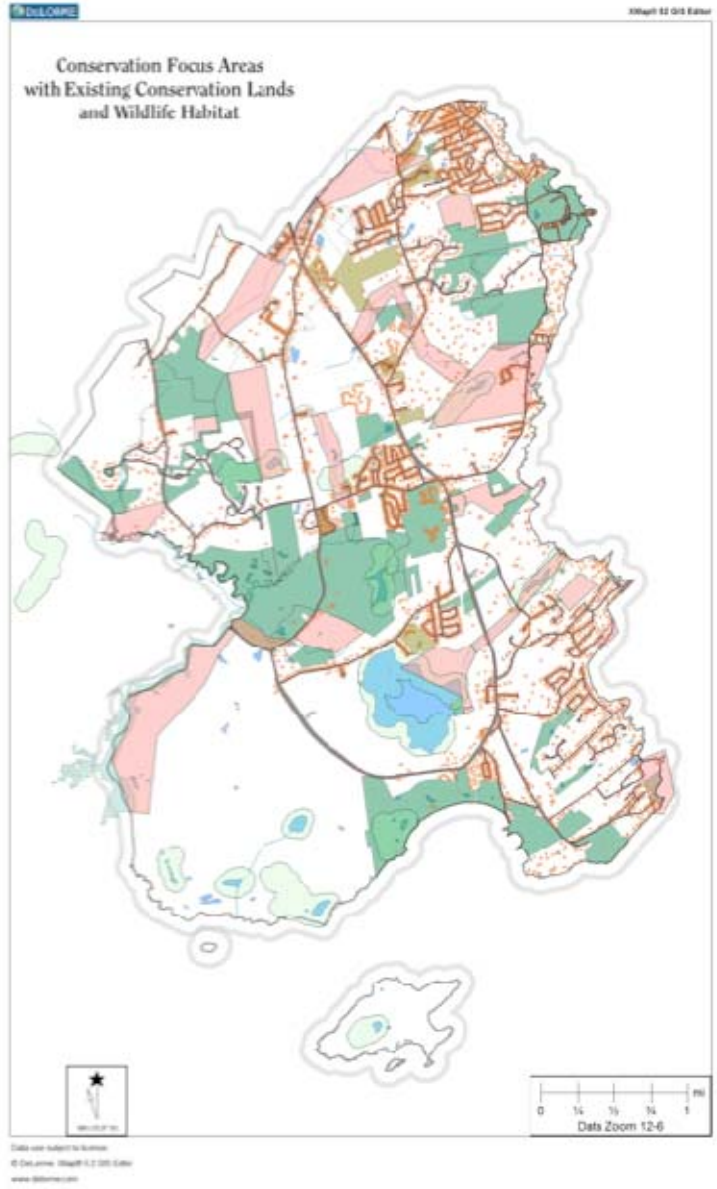 DELORME
XMap® 5.2 GIS Editor
Conservation Focus Areas
with Existing Conservation Lands
and Wildlife Habitat
mi
0 ¼ ½ ¾ 1
Data Zoom 12-6
Data use subject to license.
© DeLorme. XMap® 5.2 GIS Editor.
www.delorme.com